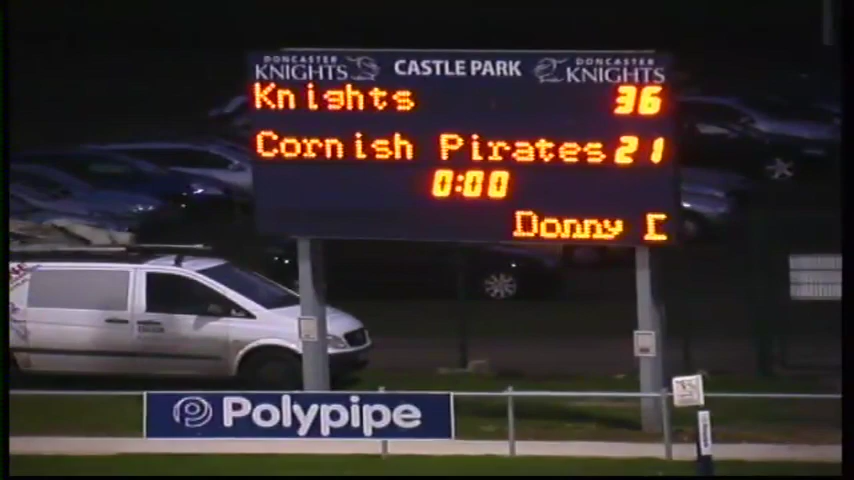 DONCASTER KNIGHTS CASTLE PARK DONCASTER KNIGHTS
Knights 36
Cornish Pirates 21
0:00
Donny
Polypipe